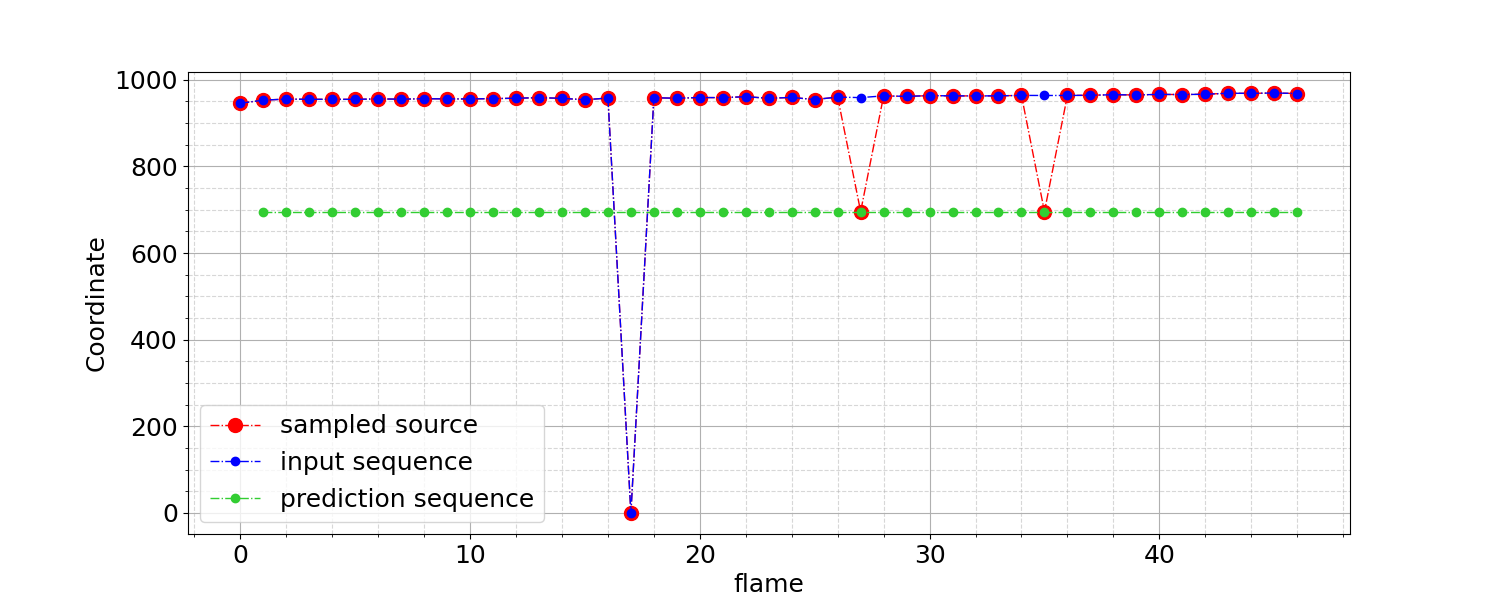 1000
800
600
400
200
0
Coordinate
sampled source
input sequence
prediction sequence
0 10 20 30 40
flame